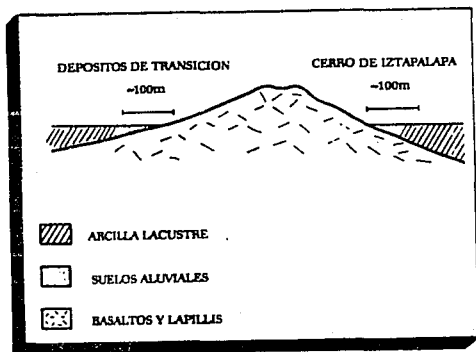 DEPOSITOS DE TRANSICION
~100m
CERRO DE IZTAPALAPA
~100m
ARCILLA LACUSTRE
SUELOS ALUVIALES
BASALTOS Y LAPILLIS